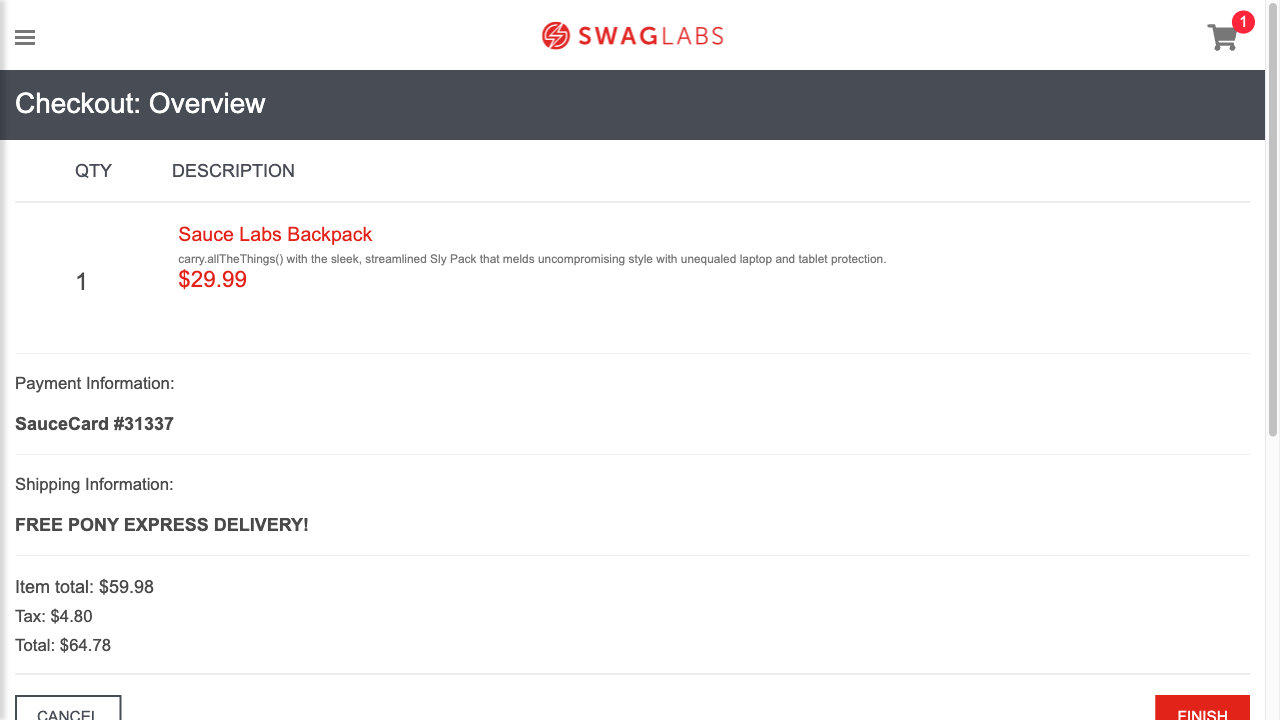 SWAGLABS
1
Checkout: Overview
QTY DESCRIPTION
Sauce Labs Backpack
carry.allTheThings() with the sleek, streamlined Sly Pack that melds uncompromising style with unequaled laptop and tablet protection.
1
$29.99
Payment Information:
SauceCard #31337
Shipping Information:
FREE PONY EXPRESS DELIVERY!
Item total: $59.98
Tax: $4.80
Total: $64.78
CANCEL FINISH